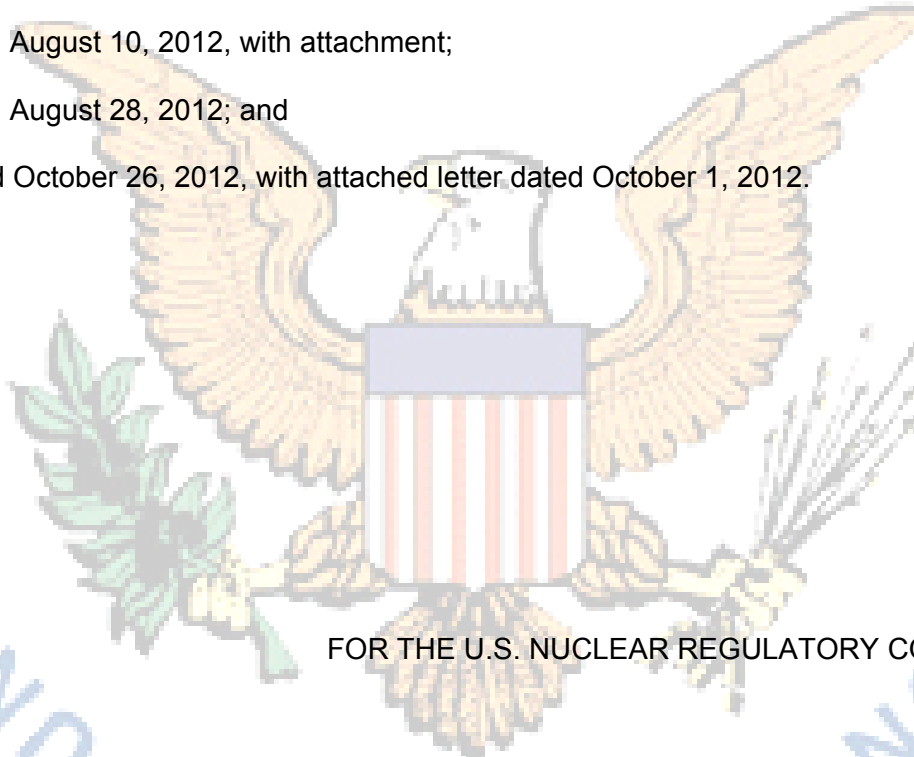 August 10, 2012, with attachment;
August 28, 2012; and
October 26, 2012, with attached letter dated October 1, 2012.
FOR THE U.S. NUCLEAR REGULATORY